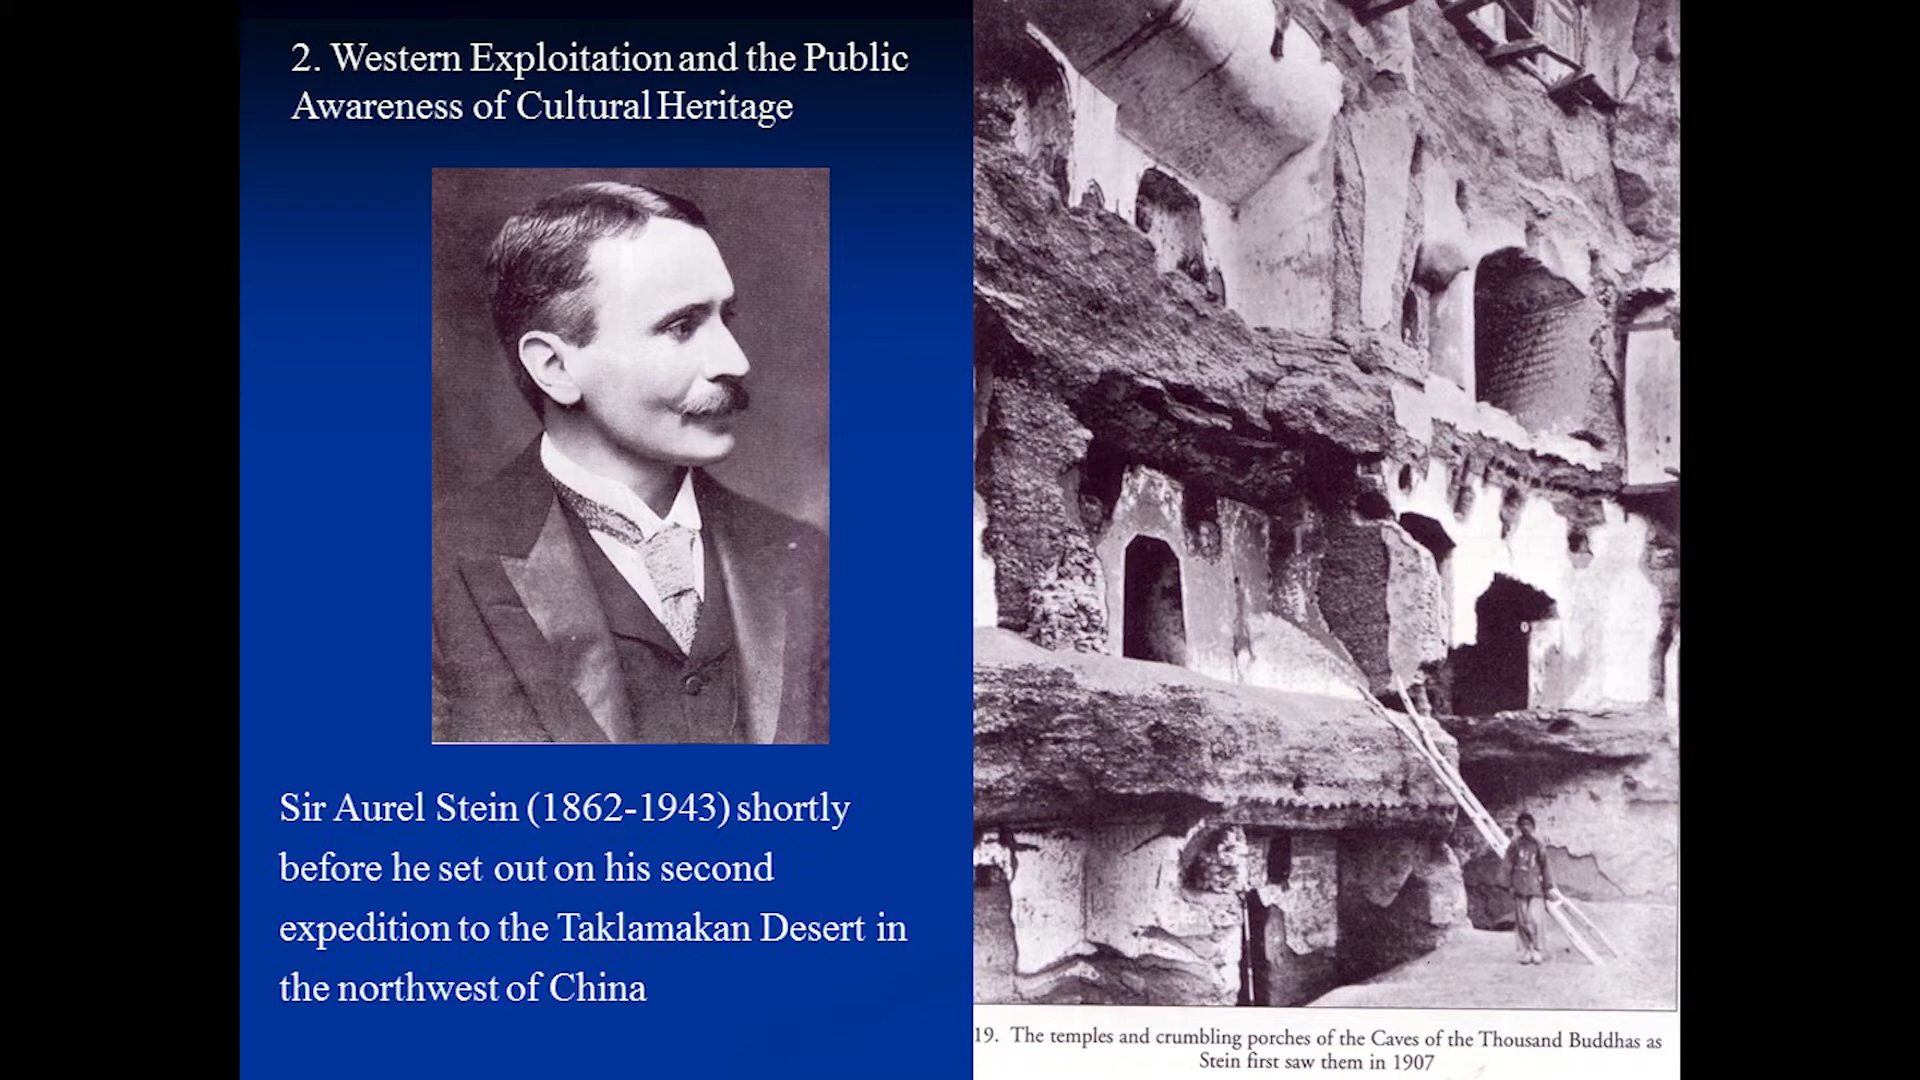 2. Western Exploitation and the Public
Awareness of Cultural Heritage
Sir Aurel Stein (1862-1943) shortly
before he set out on his second
expedition to the Taklamakan Desert in
the northwest of China
19. The temples and crumbling porches of the Caves of the Thousand Buddhas as
Stein first saw them in 1907